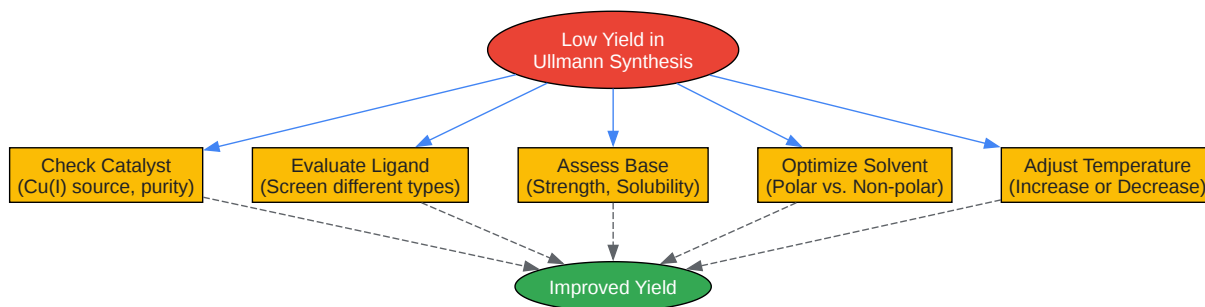 Low Yield in
Ullmann Synthesis
Check Catalyst
(Cu(I) source, purity)
Evaluate Ligand
(Screen different types)
Assess Base
(Strength, Solubility)
Optimize Solvent
(Polar vs. Non-polar)
Adjust Temperature
(Increase or Decrease)
Improved Yield